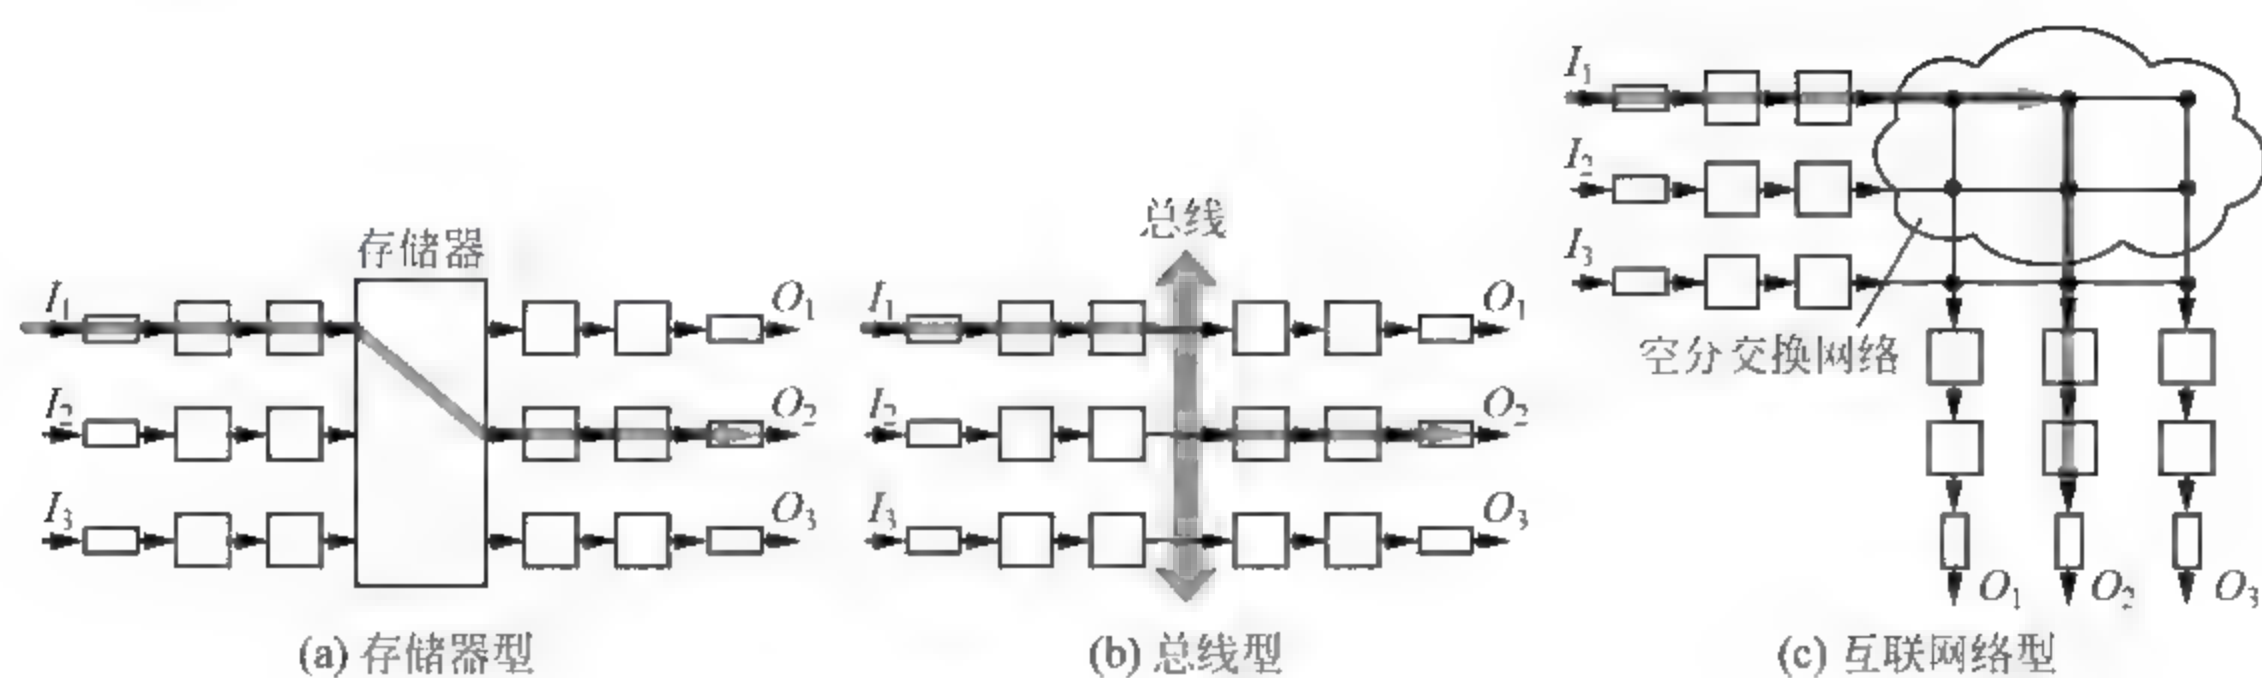 存储器
I₁
I₂
I₃
O₁
O₂
O₃
(a) 存储器型
总线
I₁
I₂
I₃
O₁
O₂
O₃
(b) 总线型
I₁
I₂
I₃
空分交换网络
O₁
O₂
O₃
(c) 互联网络型